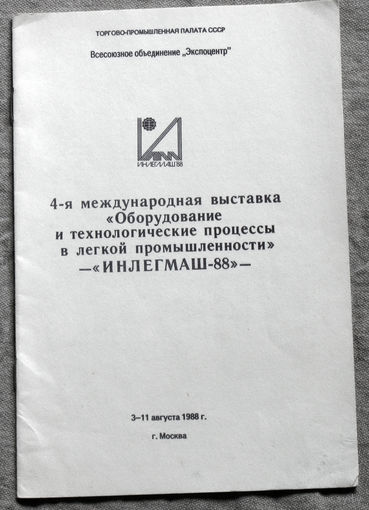 ТОРГОВО-ПРОМЫШЛЕННАЯ ПАЛАТА СССР
Всесоюзное объединение „Экспоцентр"
ИНЛЕГМАШ'88
4-я международная выставка
«Оборудование
и технологические процессы
в легкой промышленности»
—«ИНЛЕГМАШ-88»—
3—11 августа 1988 г.
г. Москва